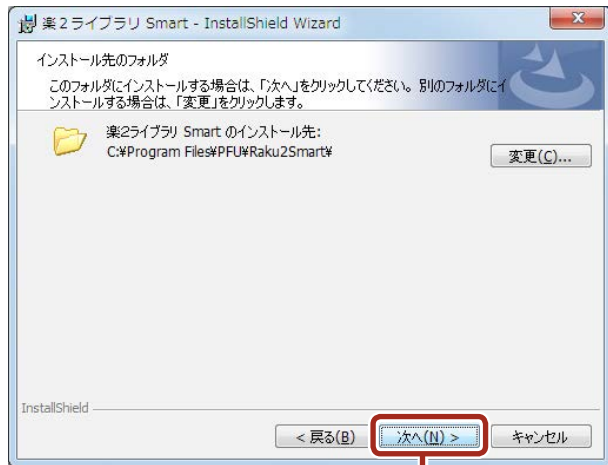 楽2ライブラリ Smart - InstallShield Wizard
インストール先のフォルダ
このフォルダにインストールする場合は、「次へ」をクリックしてください。別のフォルダにイ
ンストールする場合は、「変更」をクリックします。
楽2ライブラリ Smart のインストール先:
C:¥Program Files¥PFU¥Raku2Smart¥
変更(C)...
InstallShield
< 戻る(B)
次へ(N) >
キャンセル